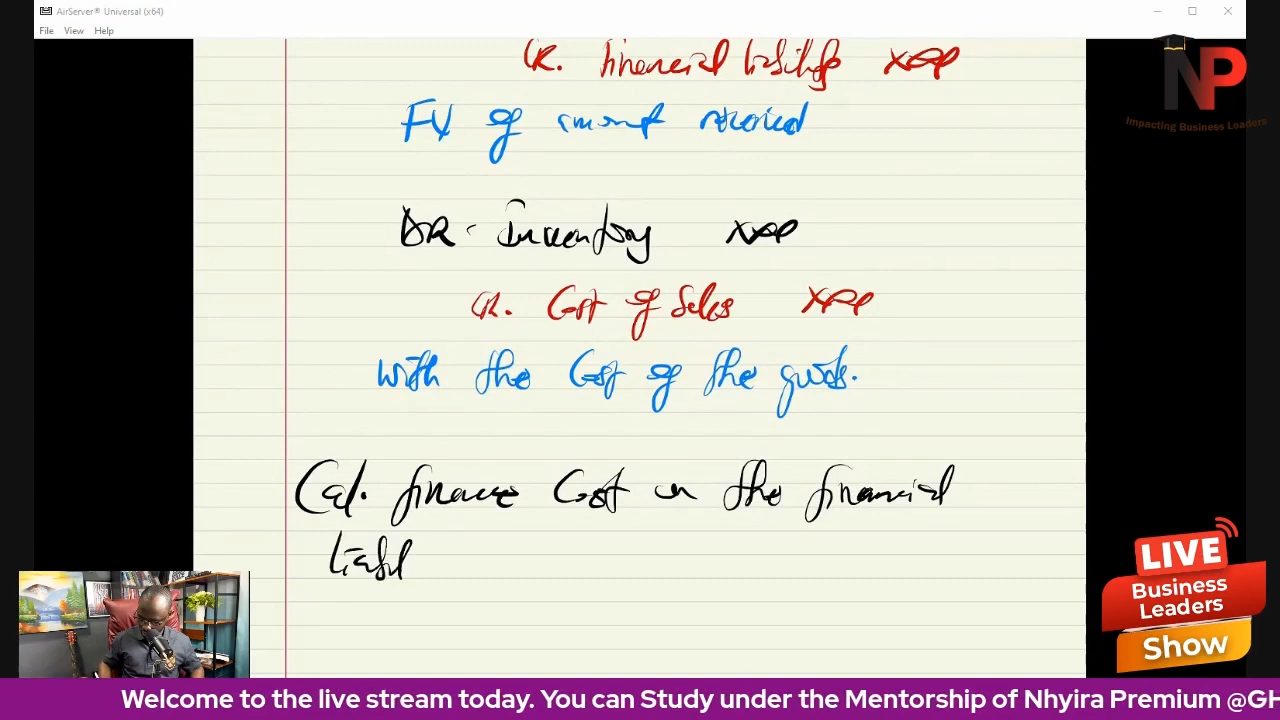 AirServer® Universal (x64)
File View Help
CR. financial liability xxx
FV of amount received
DR. Inventory xxx
CR. Cost of Sales xxx
with the Cost of the goods.
Cal. finance Cost on the financial
liabil
NP
Impacting Business Leaders
LIVE
Business
Leaders
Show
Welcome to the live stream today. You can Study under the Mentorship of Nhyira Premium @GH